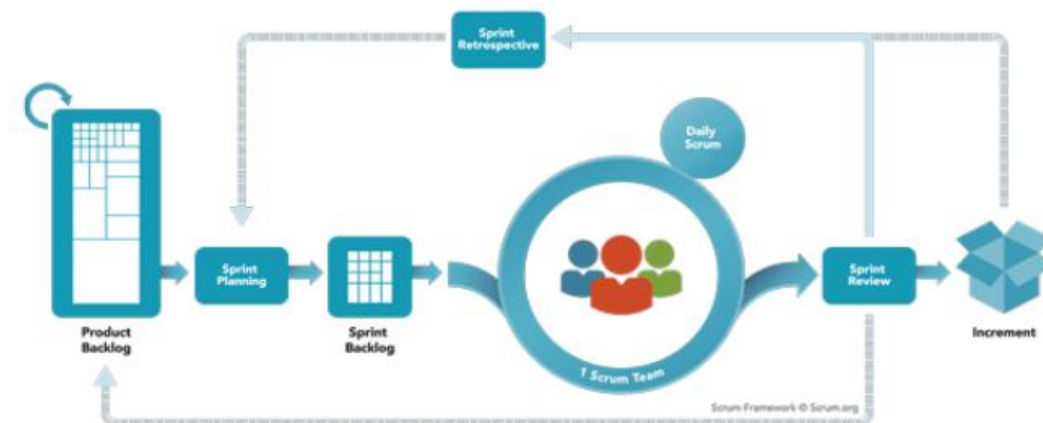 Sprint
Retrospective
Daily
Scrum
Sprint
Planning
Sprint
Review
Product
Backlog
Sprint
Backlog
Increment
1 Scrum Team
Scrum Framework © Scrum.org